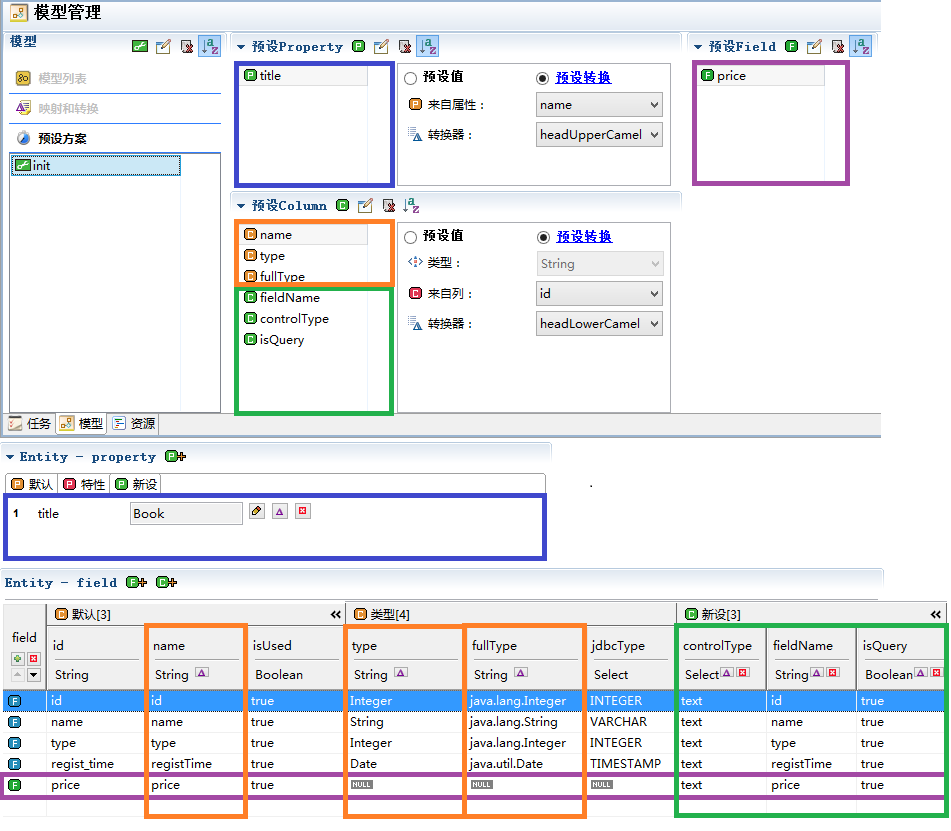 模型管理
模型
模型列表
映射和转换
预设方案
init
预设Property
title
预设值
预设转换
来自属性：
name
转换器：
headUpperCamel
预设Field
price
预设Column
name
type
fullType
fieldName
controlType
isQuery
预设值
预设转换
类型：
String
来自列：
id
转换器：
headLowerCamel
任务 模型 资源
Entity - property
默认 特性 新设
1 title Book
Entity - field
默认[3] 类型[4] 新设[3]
field
id name isUsed type fullType jdbcType controlType fieldName isQuery
String String Boolean String String Select Select String Boolean
id id true Integer java.lang.Integer INTEGER text id true
name name true String java.lang.String VARCHAR text name true
type type true Integer java.lang.Integer INTEGER text type true
regist_time registTime true Date java.util.Date TIMESTAMP text registTime true
price price true NULL NULL NULL text price true